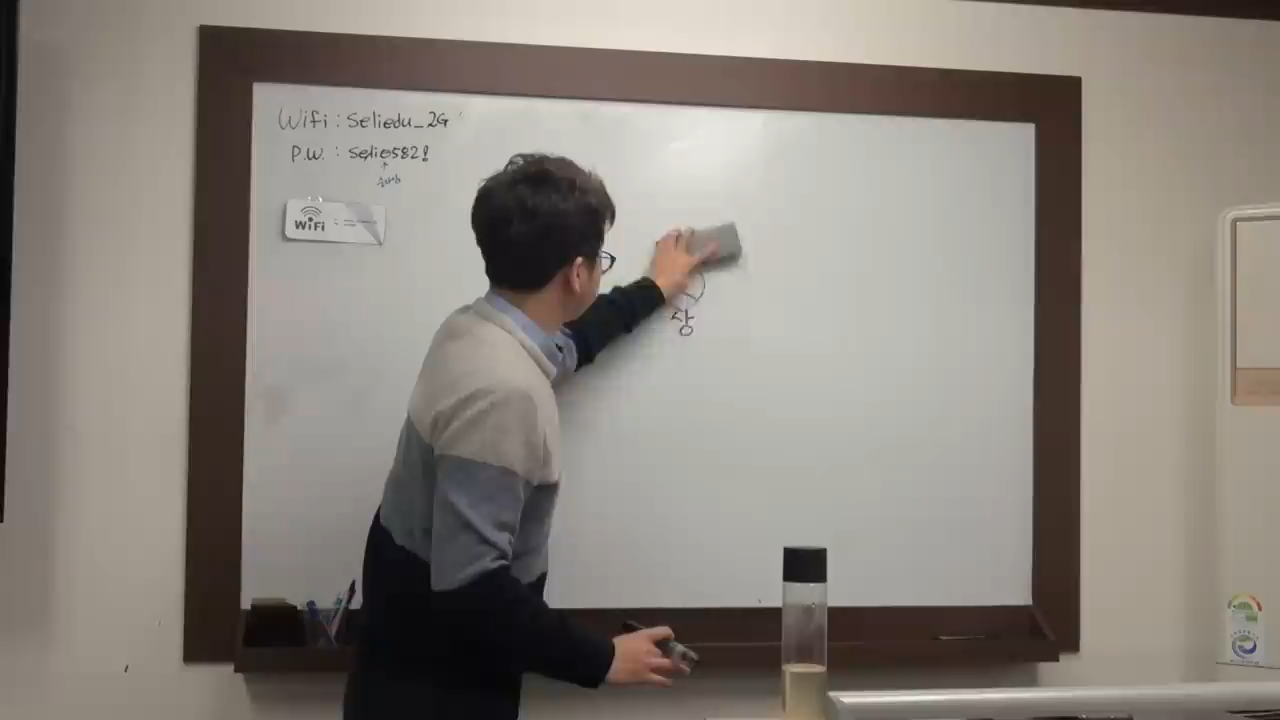 Wifi : Seliedu_2G
P.W. : Selie582!
WiFi
상